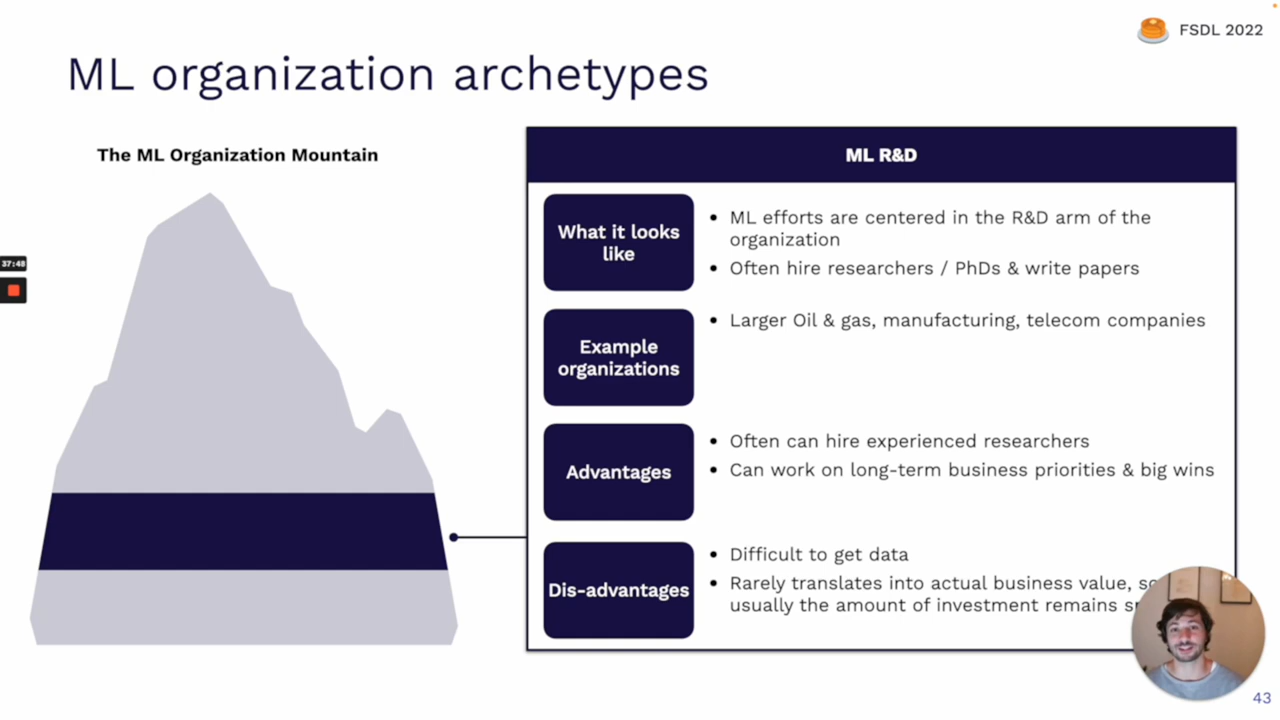 FSDL 2022
ML organization archetypes
The ML Organization Mountain
37:48
ML R&D
What it looks
like
• ML efforts are centered in the R&D arm of the
organization
• Often hire researchers / PhDs & write papers
Example
organizations
• Larger Oil & gas, manufacturing, telecom companies
Advantages
• Often can hire experienced researchers
• Can work on long-term business priorities & big wins
Dis-advantages
• Difficult to get data
• Rarely translates into actual business value,
usually the amount of investment remains
43